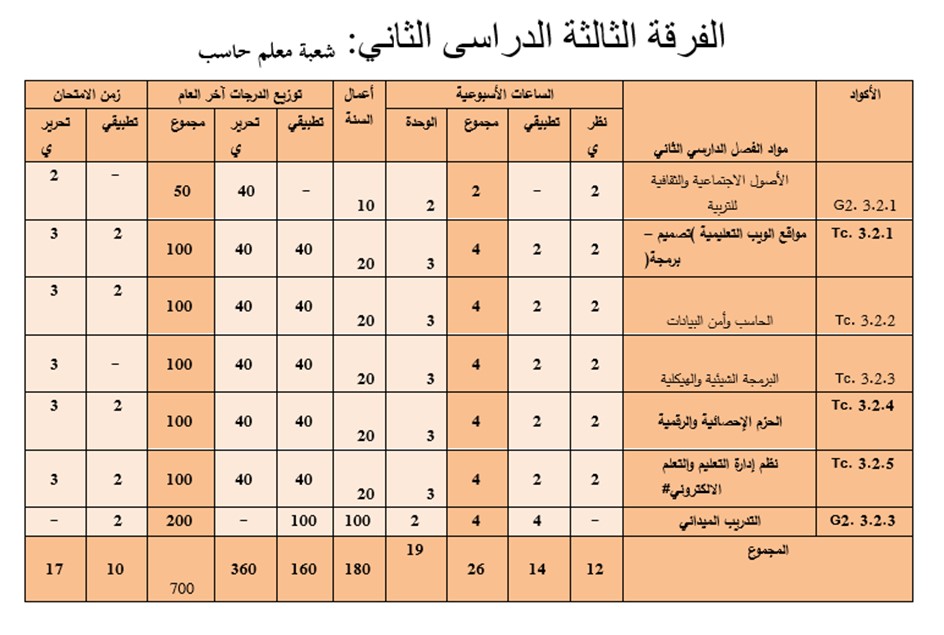 الفرقة الثالثة الدراسى الثاني: شعبة معلم حاسب
الأكواد مواد الفصل الدارسي الثاني الساعات الأسبوعية أعمال السنة توزيع الدرجات آخر العام زمن الامتحان
نظري تطبيقي مجموع الوحدة تطبيقي تحريري مجموع تطبيقي تحريري
G2. 3.2.1 الأصول الاجتماعية والثقافية للتربية 2 - 2 2 10 - 40 50 - 2
Tc. 3.2.1 مواقع الويب التعليمية )تصميم – برمجة( 2 2 4 3 20 40 40 100 2 3
Tc. 3.2.2 الحاسب وأمن البيانات 2 2 4 3 20 40 40 100 2 3
Tc. 3.2.3 البرمجة الشيئية والهيكلية 2 2 4 3 20 40 40 100 - 3
Tc. 3.2.4 الحزم الإحصائية والرقمية 2 2 4 3 20 40 40 100 2 3
Tc. 3.2.5 نظم إدارة التعليم والتعلم الالكتروني# 2 2 4 3 20 40 40 100 2 3
G2. 3.2.3 التدريب الميداني - 4 4 2 100 100 - 200 2 -
المجموع 12 14 26 19 180 160 360 700 10 17